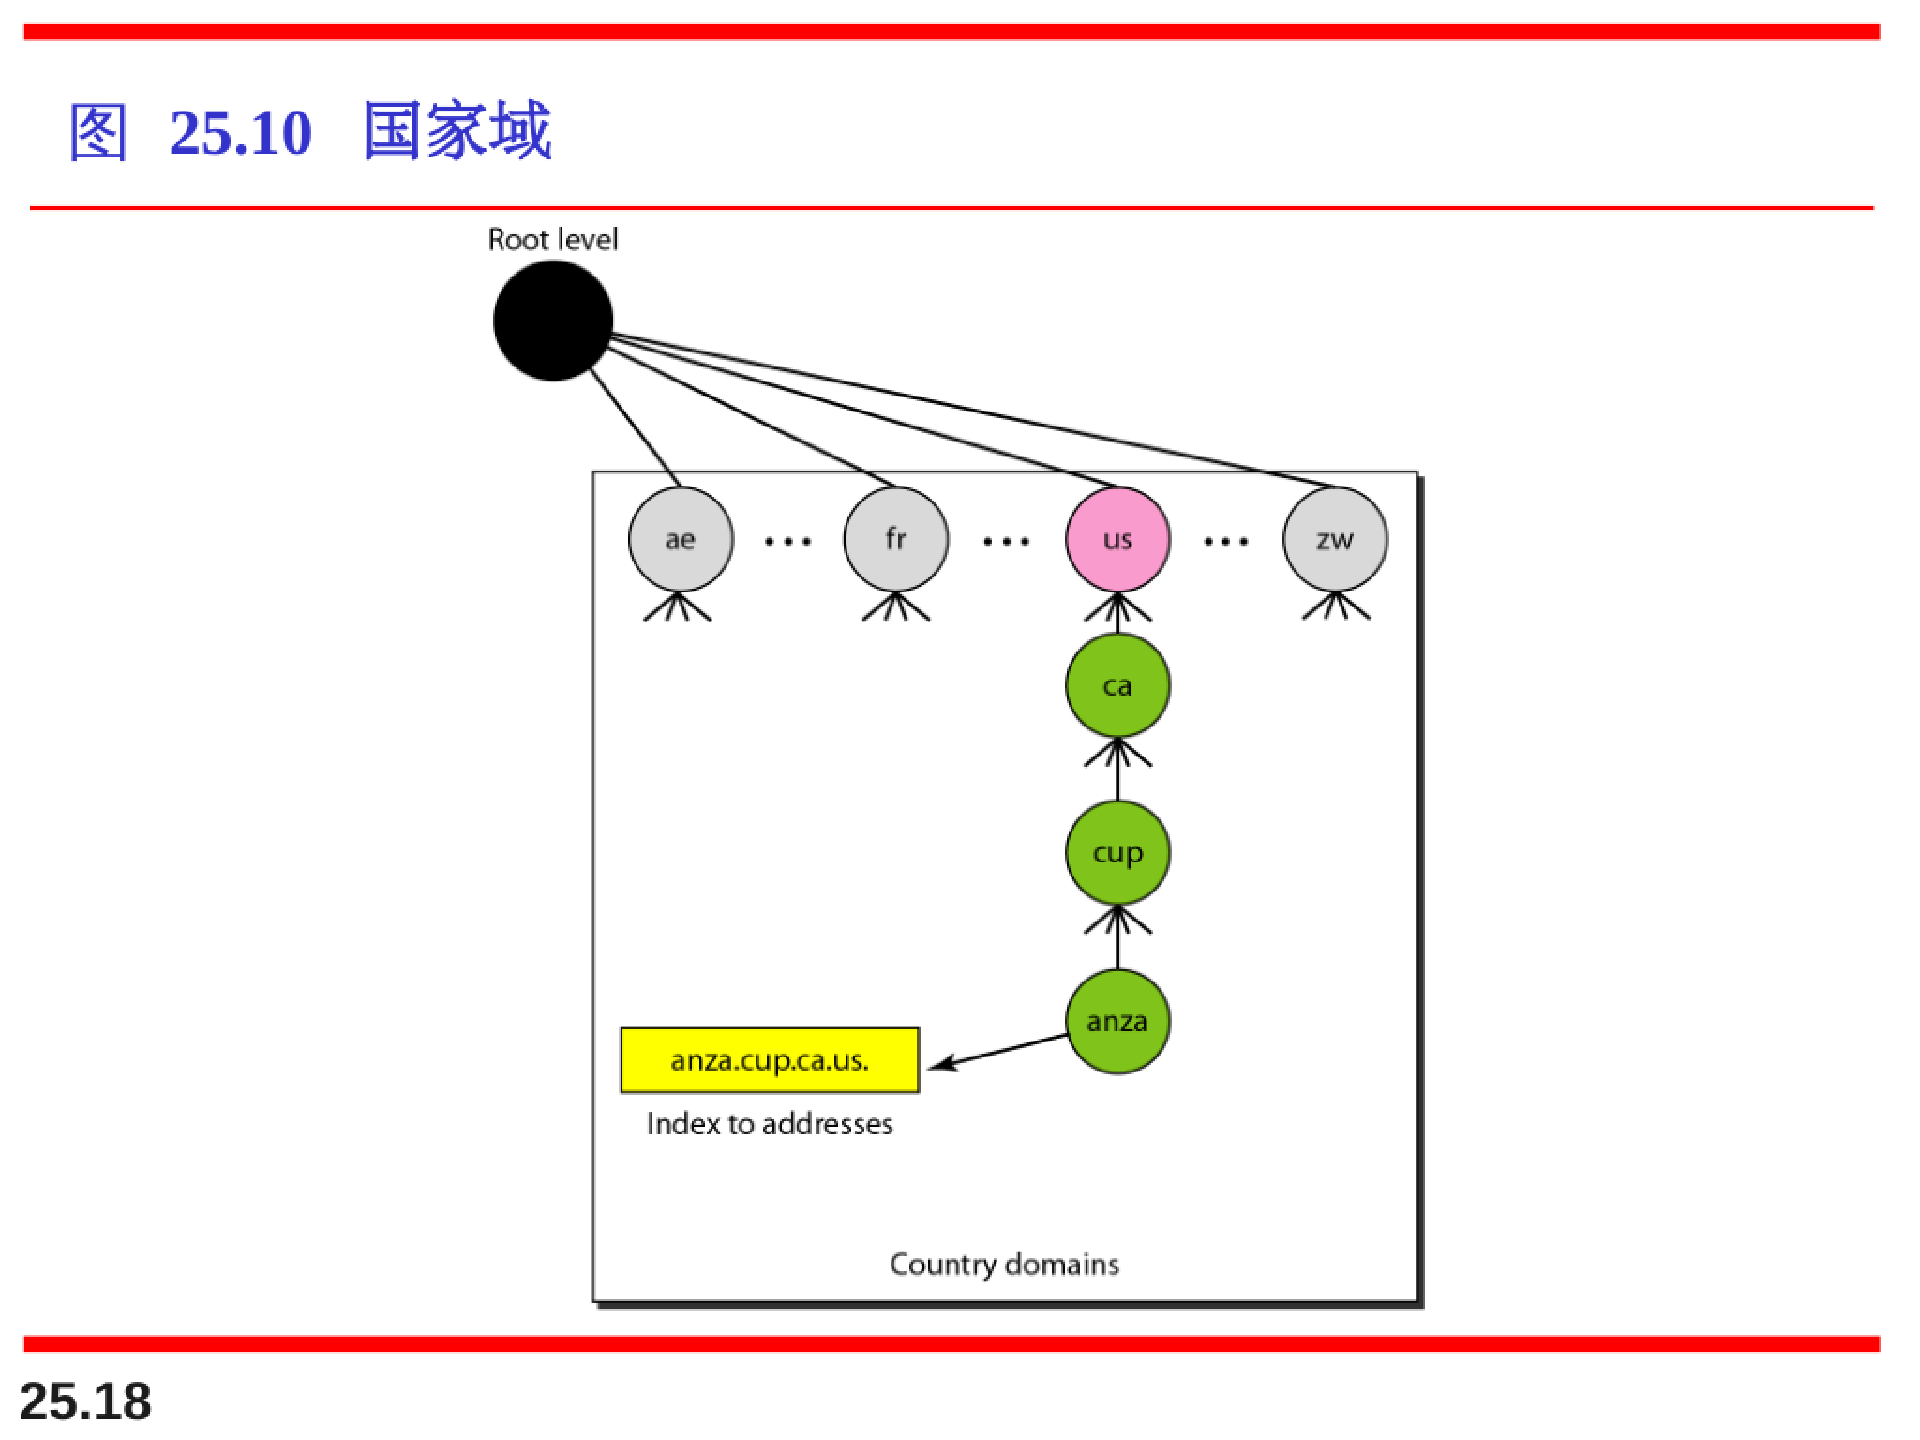 图 25.10 国家域
Root level
ae ... fr ... us ... zw
ca
cup
anza
anza.cup.ca.us.
Index to addresses
Country domains
25.18